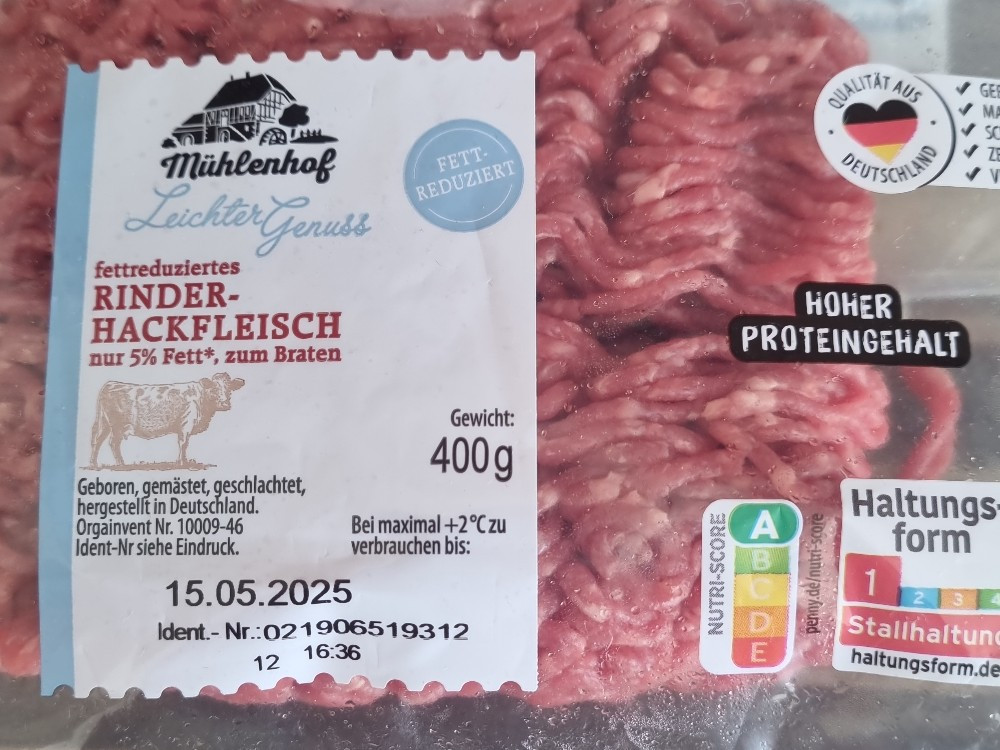 Mühlenhof
Leichter Genuss
FETT-
REDUZIERT
fettreduziertes
RINDER-
HACKFLEISCH
nur 5% Fett*, zum Braten
Gewicht:
400g
Geboren, gemästet, geschlachtet,
hergestellt in Deutschland.
Orgainvent Nr. 10009-46
Ident-Nr siehe Eindruck.
Bei maximal +2°C zu
verbrauchen bis:
15.05.2025
Ident.- Nr.:021906519312
12 16:36
QUALITÄT AUS
DEUTSCHLAND
HOHER
PROTEINGEHALT
NUTRI-SCORE
A
B
C
D
E
penny.de/nutri-score
Haltungs-
form
1 2 3 4
Stallhaltung
haltungsform.de